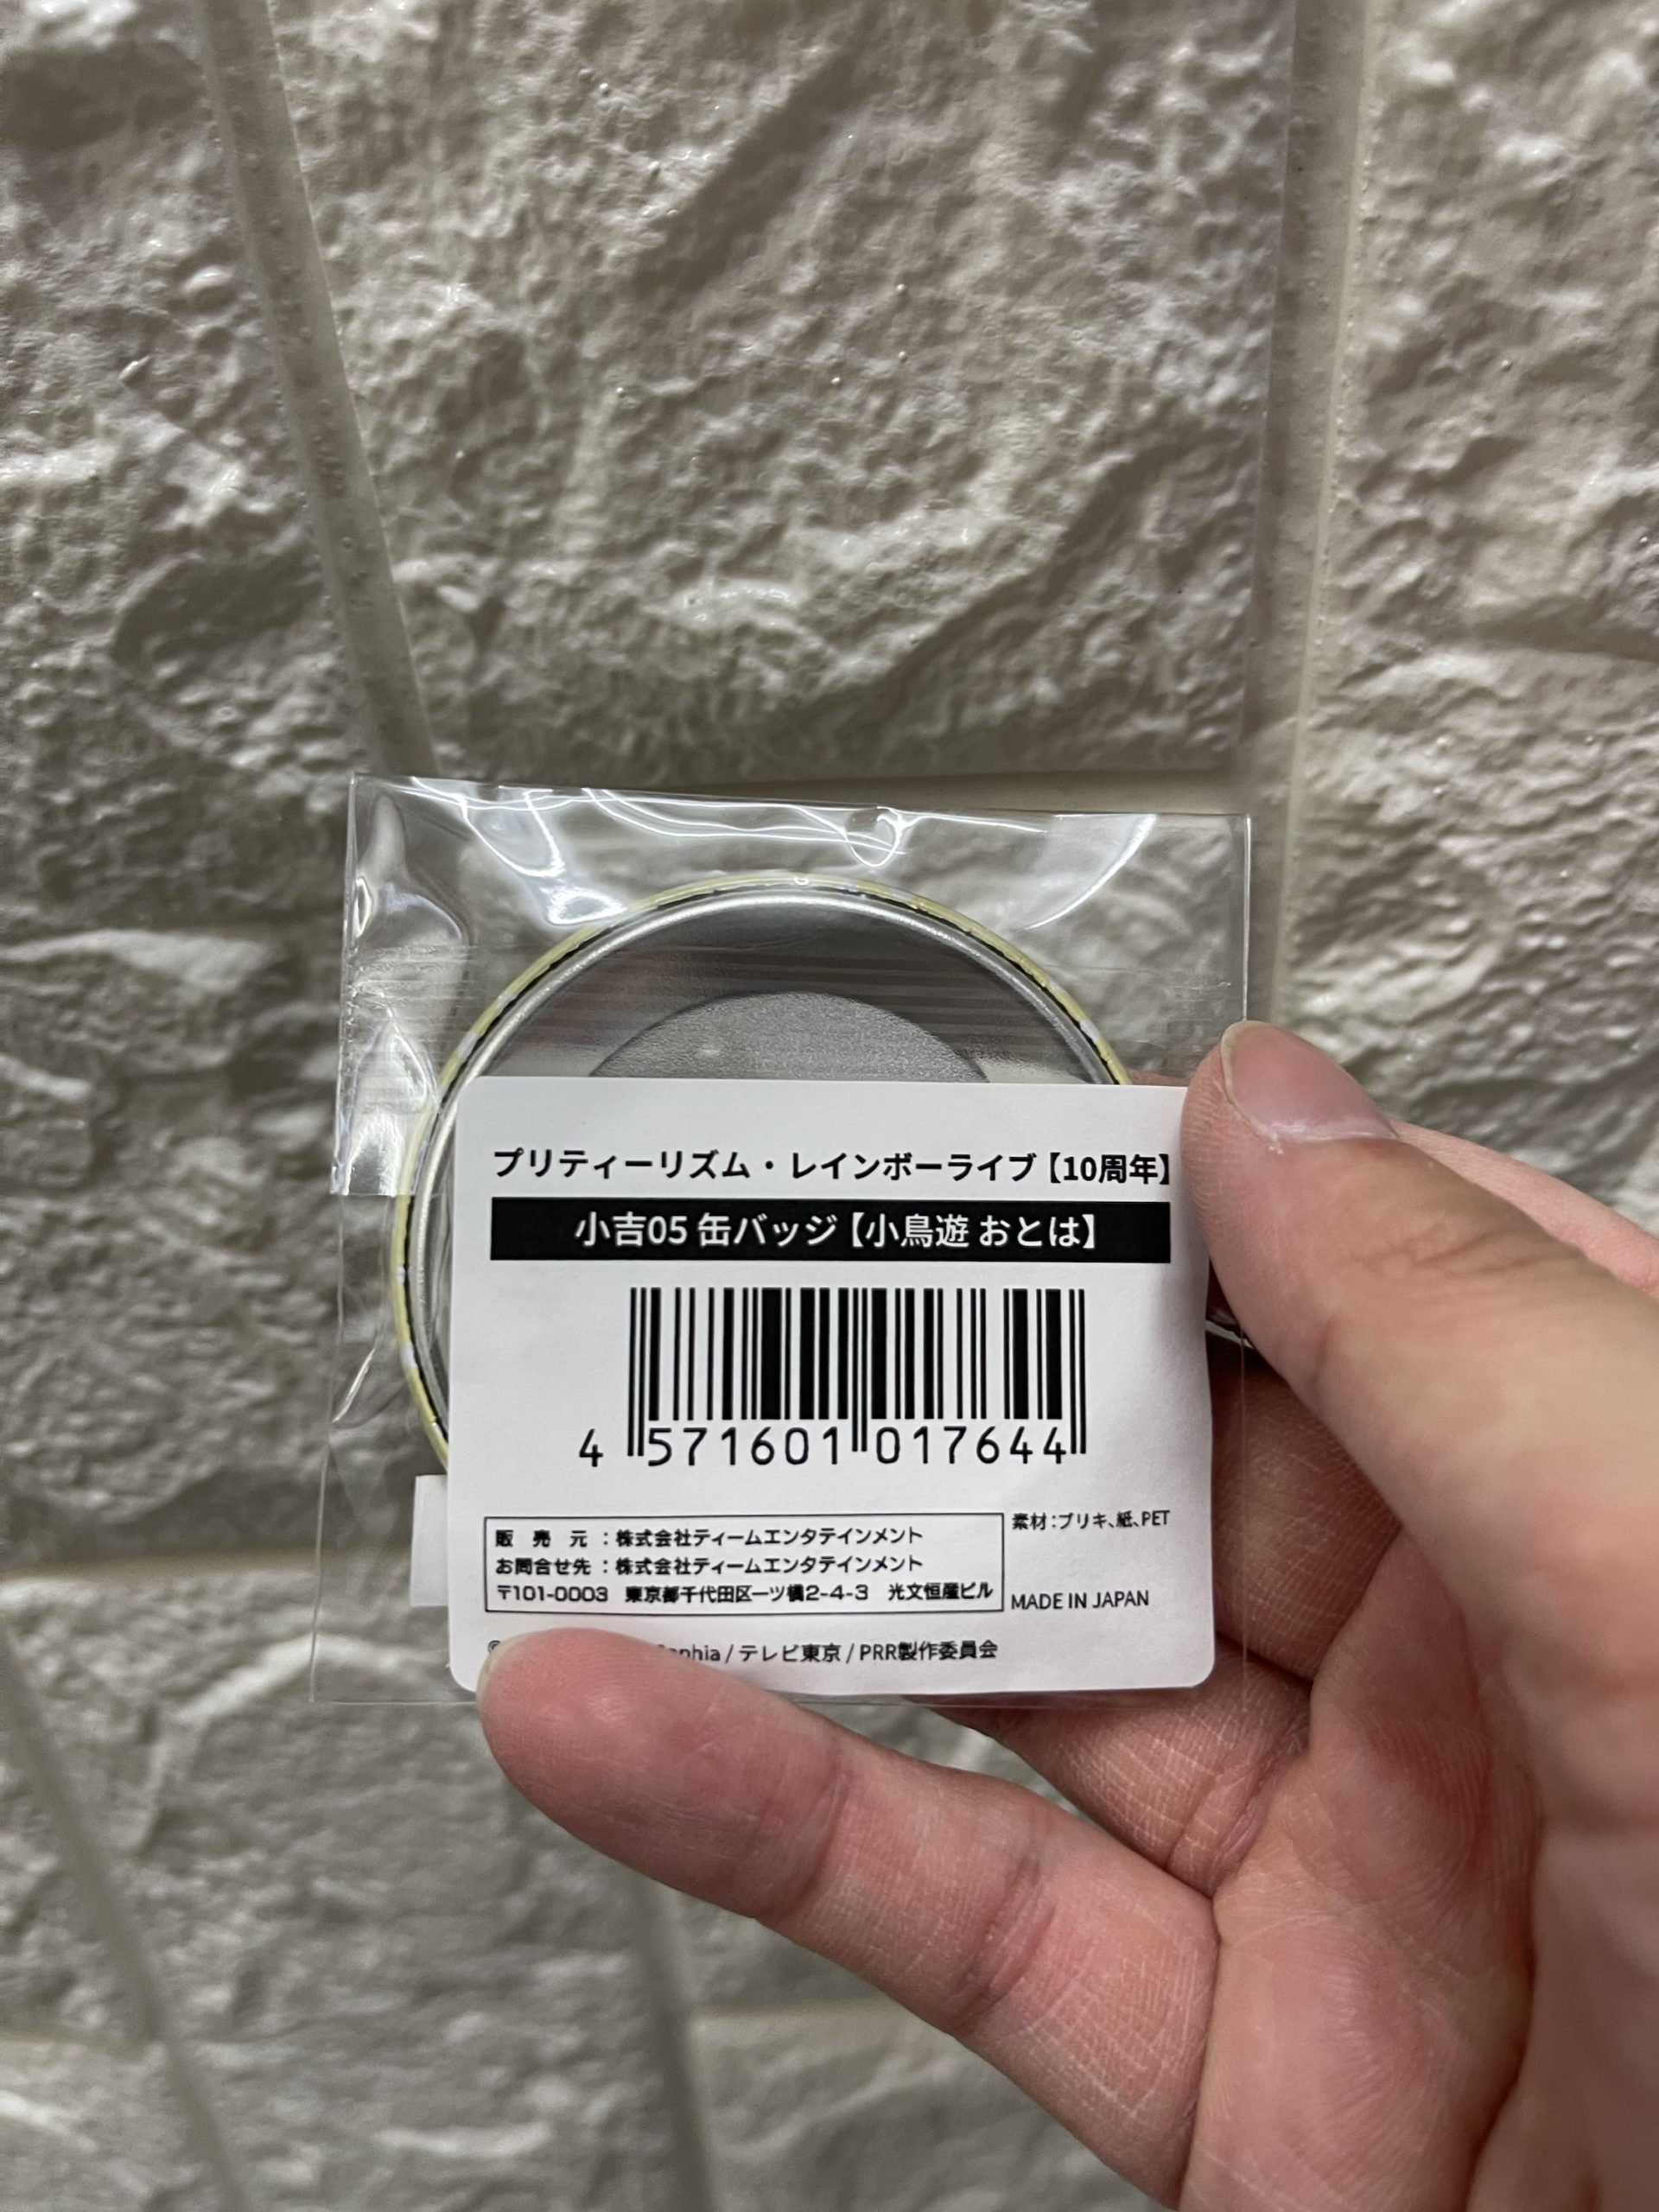 プリティーリズム・レインボーライブ【10周年】
小吉05 缶バッジ【小鳥遊 おとは】
4 571601 017644
販 売 元 ：株式会社ティームエンタテインメント
お問合せ先：株式会社ティームエンタテインメント
〒101-0003 東京都千代田区一ツ橋2-4-3 光文恒産ビル
素材：ブリキ、紙、PET
MADE IN JAPAN
/ テレビ東京 / PRR製作委員会